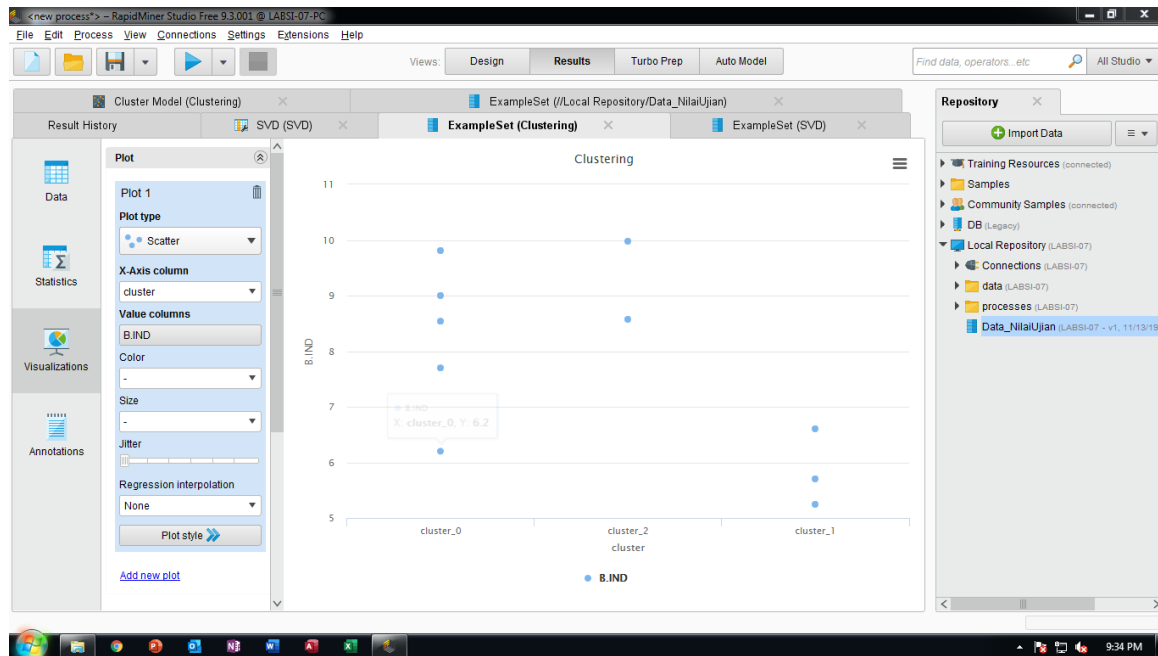 <new process*> – RapidMiner Studio Free 9.3.001 @ LABSI-07-PC
File Edit Process View Connections Settings Extensions Help
Views: Design Results Turbo Prep Auto Model
Find data, operators...etc
All Studio
Cluster Model (Clustering)
ExampleSet (//Local Repository/Data_NilaiUjian)
Result History
SVD (SVD)
ExampleSet (Clustering)
ExampleSet (SVD)
Data
Statistics
Visualizations
Annotations
Plot
Plot 1
Plot type
Scatter
X-Axis column
cluster
Value columns
B.IND
Color
-
Size
-
Jitter
Regression interpolation
None
Plot style
Add new plot
Clustering
11
10
9
8
7
6
5
B.IND
B.IND
X: cluster_0, Y: 6.2
cluster_0 cluster_2 cluster_1
cluster
B.IND
Repository
Import Data
Training Resources (connected)
Samples
Community Samples (connected)
DB (Legacy)
Local Repository (LABSI-07)
Connections (LABSI-07)
data (LABSI-07)
processes (LABSI-07)
Data_NilaiUjian (LABSI-07 - v1, 11/13/19
9:34 PM